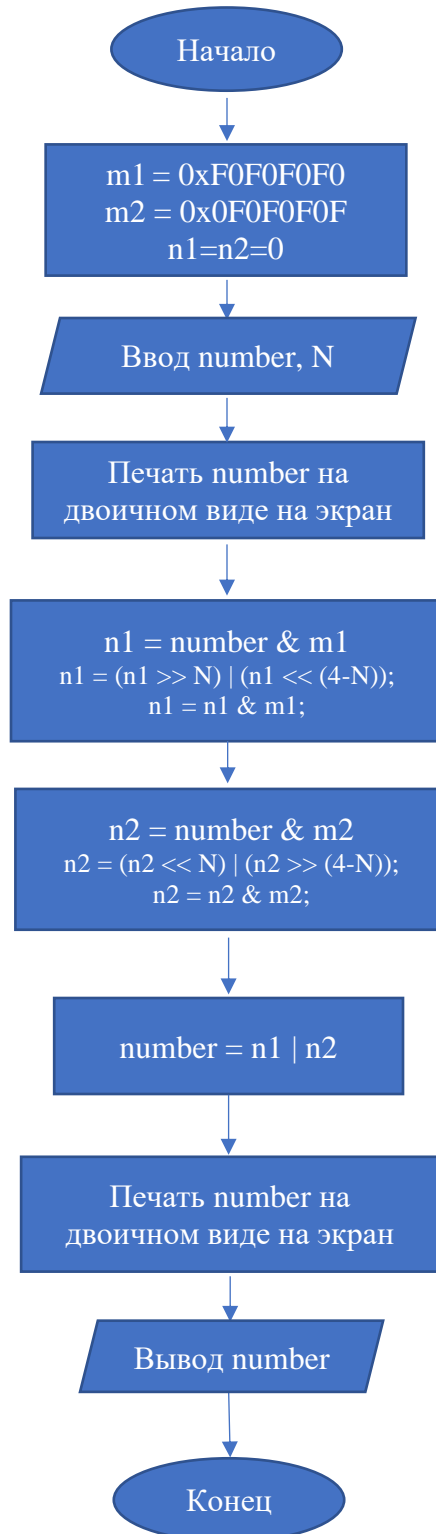 Начало
m1 = 0xF0F0F0F0
m2 = 0x0F0F0F0F
n1=n2=0
Ввод number, N
Печать number на
двоичном виде на экран
n1 = number & m1
n1 = (n1 >> N) | (n1 << (4-N));
n1 = n1 & m1;
n2 = number & m2
n2 = (n2 << N) | (n2 >> (4-N));
n2 = n2 & m2;
number = n1 | n2
Печать number на
двоичном виде на экран
Вывод number
Конец